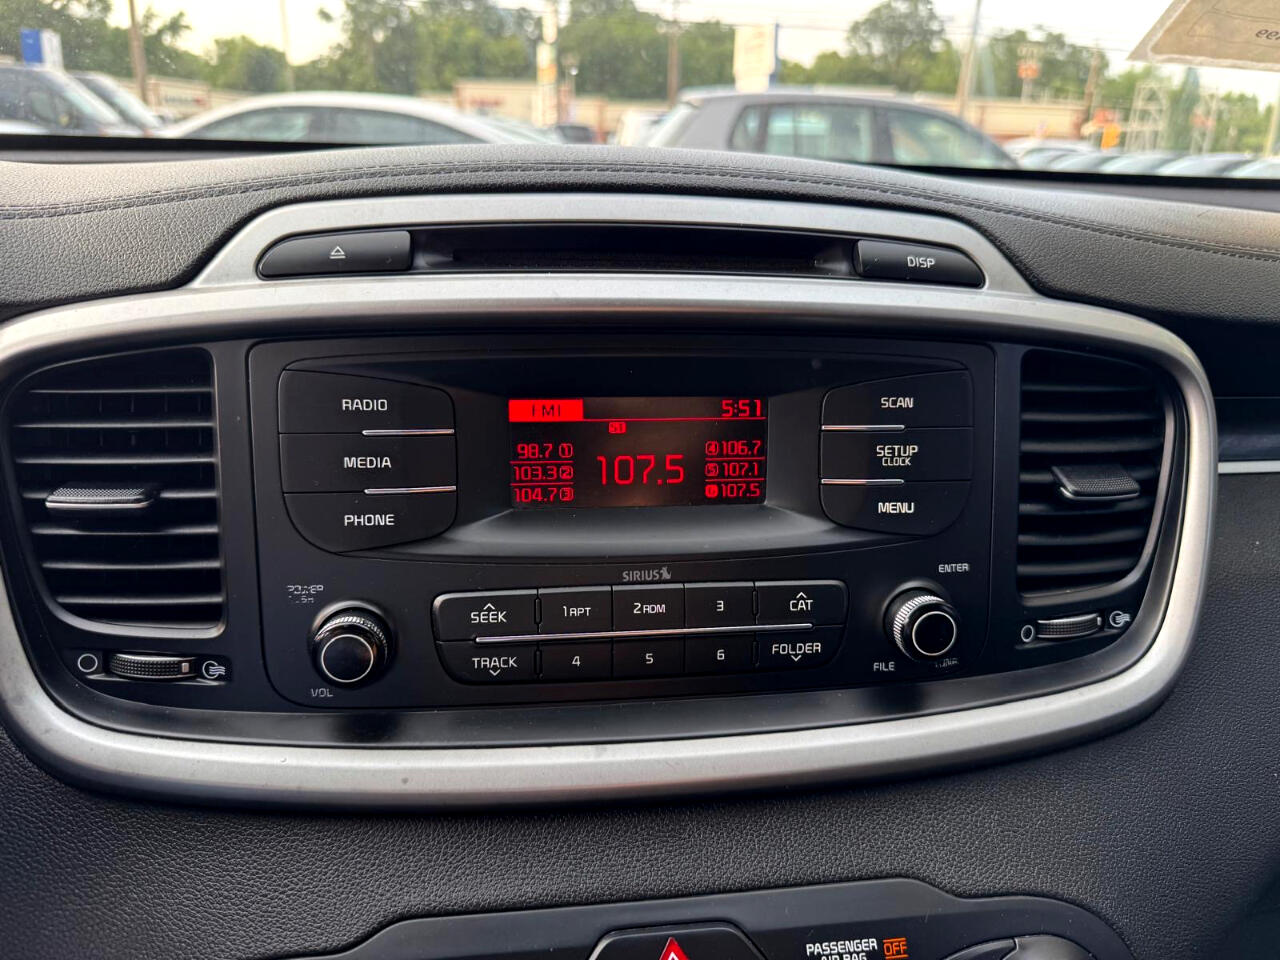 DISP
RADIO
MEDIA
PHONE
FM1
5:51
98.7 1
103.3 2
104.7 3
107.5
4 106.7
5 107.1
6 107.5
SCAN
SETUP
CLOCK
MENU
SIRIUS
POWER
VOL
SEEK
1 RPT
2 RDM
3
CAT
TRACK
4
5
6
FOLDER
ENTER
FILE
PASSENGER OFF
AIR BAG